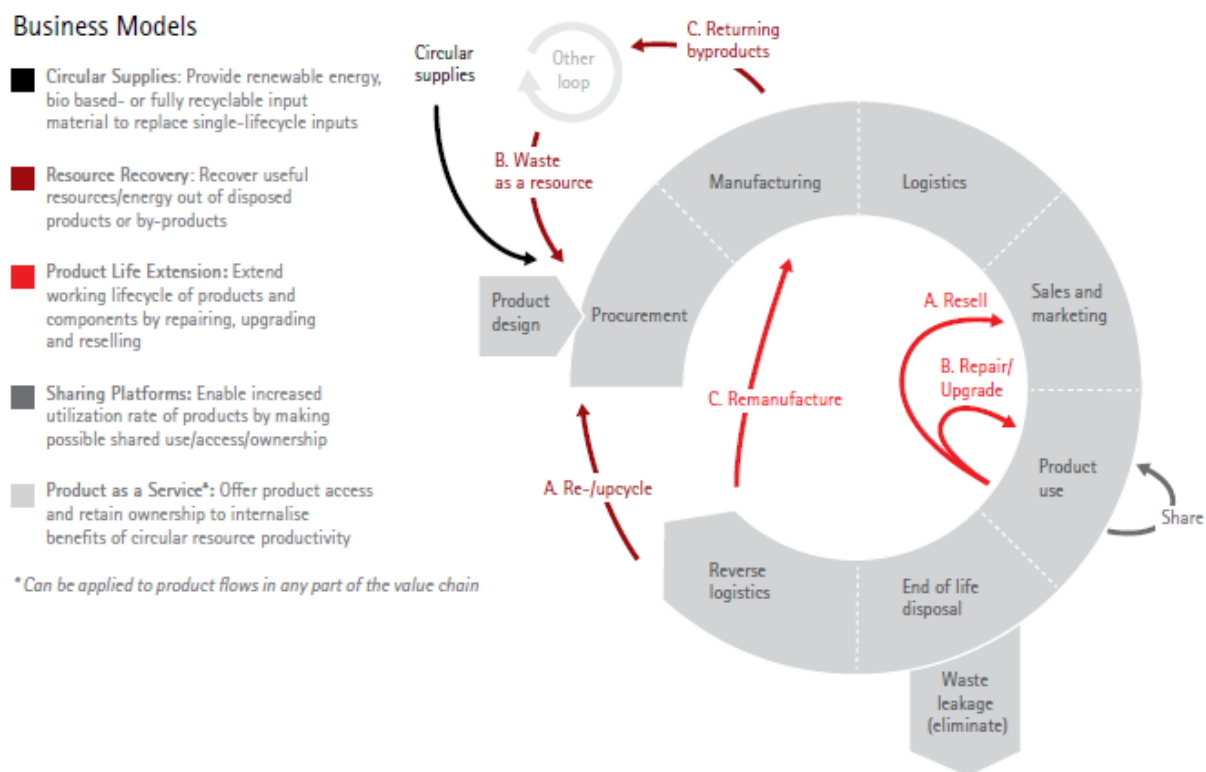 Business Models
Circular Supplies: Provide renewable energy,
bio based- or fully recyclable input
material to replace single-lifecycle inputs
Resource Recovery: Recover useful
resources/energy out of disposed
products or by-products
Product Life Extension: Extend
working lifecycle of products and
components by repairing, upgrading
and reselling
Sharing Platforms: Enable increased
utilization rate of products by making
possible shared use/access/ownership
Product as a Service*: Offer product access
and retain ownership to internalise
benefits of circular resource productivity
* Can be applied to product flows in any part of the value chain
Circular
supplies
Other
loop
C. Returning
byproducts
B. Waste
as a resource
Manufacturing
Logistics
Product
design
Procurement
Sales and
marketing
A. Resell
B. Repair/
Upgrade
C. Remanufacture
Product
use
A. Re-/upcycle
Share
Reverse
logistics
End of life
disposal
Waste
leakage
(eliminate)